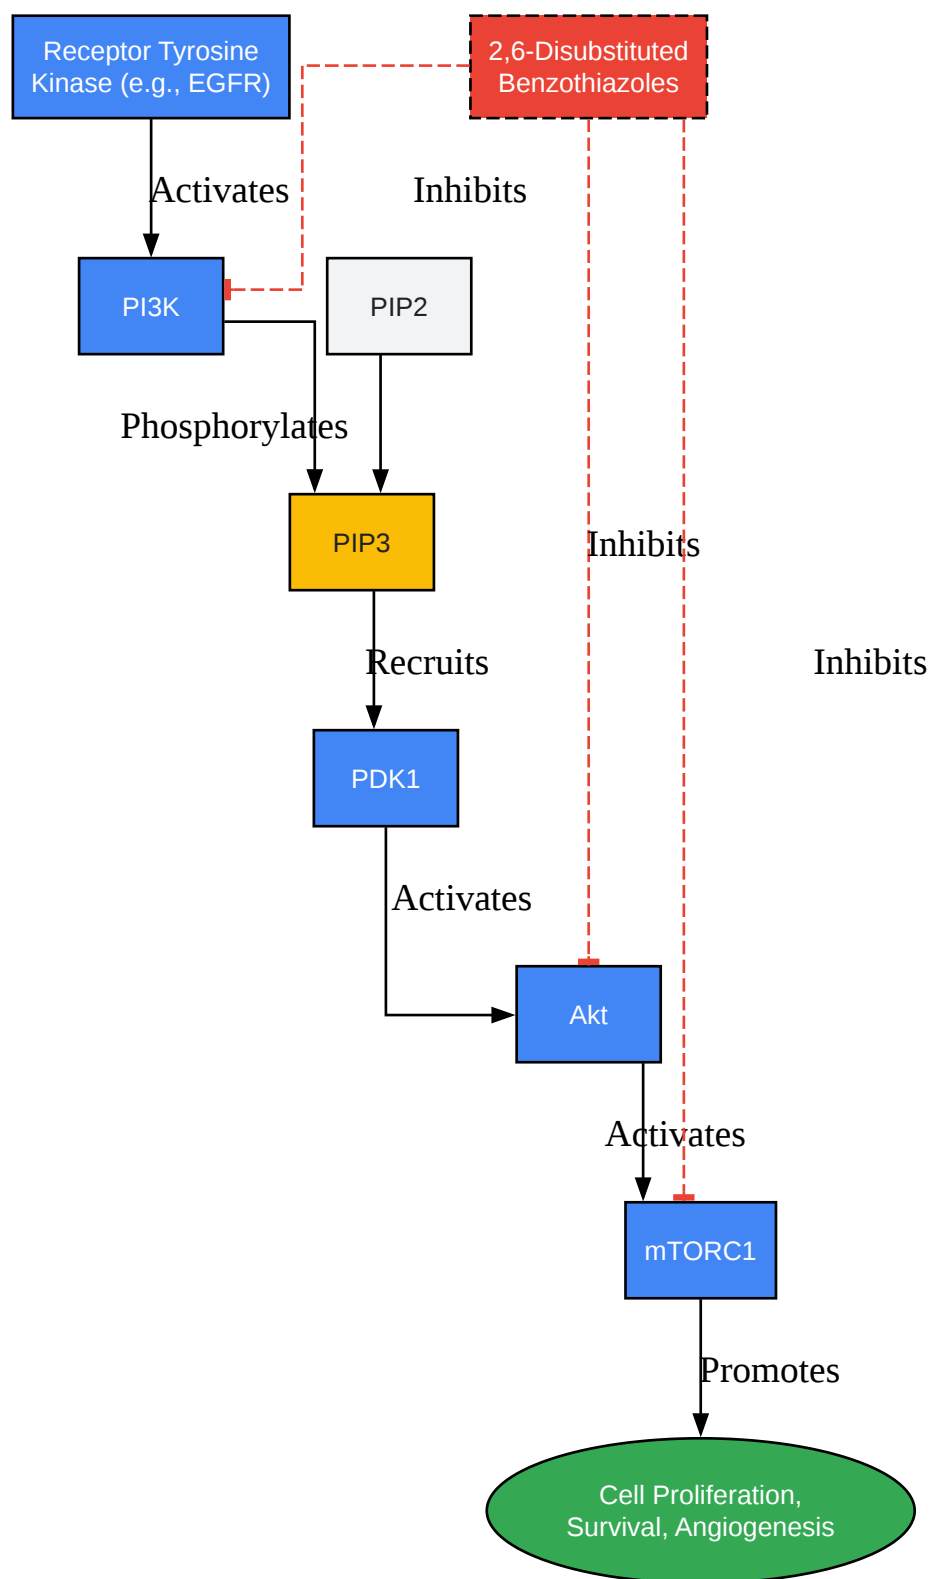 Receptor Tyrosine
Kinase (e.g., EGFR)
2,6-Disubstituted
Benzothiazoles
Activates
Inhibits
PI3K
PIP2
Phosphorylates
PIP3
Inhibits
Recruits
Inhibits
PDK1
Activates
Akt
Activates
mTORC1
Promotes
Cell Proliferation,
Survival, Angiogenesis